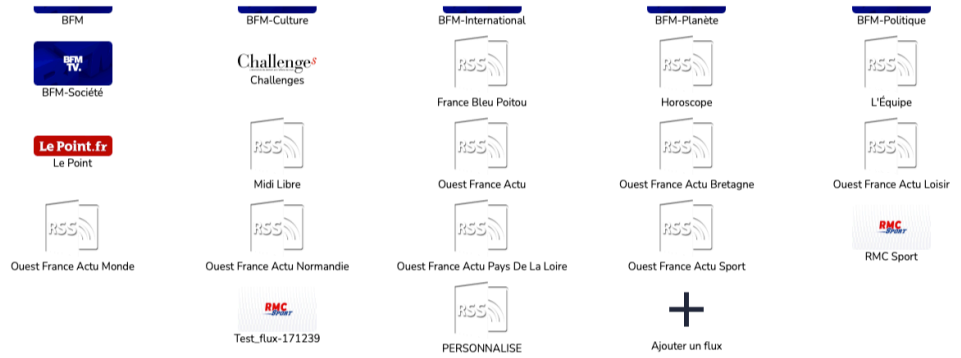 BFM
BFM-Culture
BFM-International
BFM-Planète
BFM-Politique
BFM
TV.
BFM-Société
Challenges
Challenges
RSS
France Bleu Poitou
RSS
Horoscope
RSS
L'Équipe
Le Point.fr
Le Point
RSS
Midi Libre
RSS
Ouest France Actu
RSS
Ouest France Actu Bretagne
RSS
Ouest France Actu Loisir
RSS
Ouest France Actu Monde
RSS
Ouest France Actu Normandie
RSS
Ouest France Actu Pays De La Loire
RSS
Ouest France Actu Sport
RMC
SPORT
RMC Sport
RMC
SPORT
Test_flux-171239
RSS
PERSONNALISE
Ajouter un flux